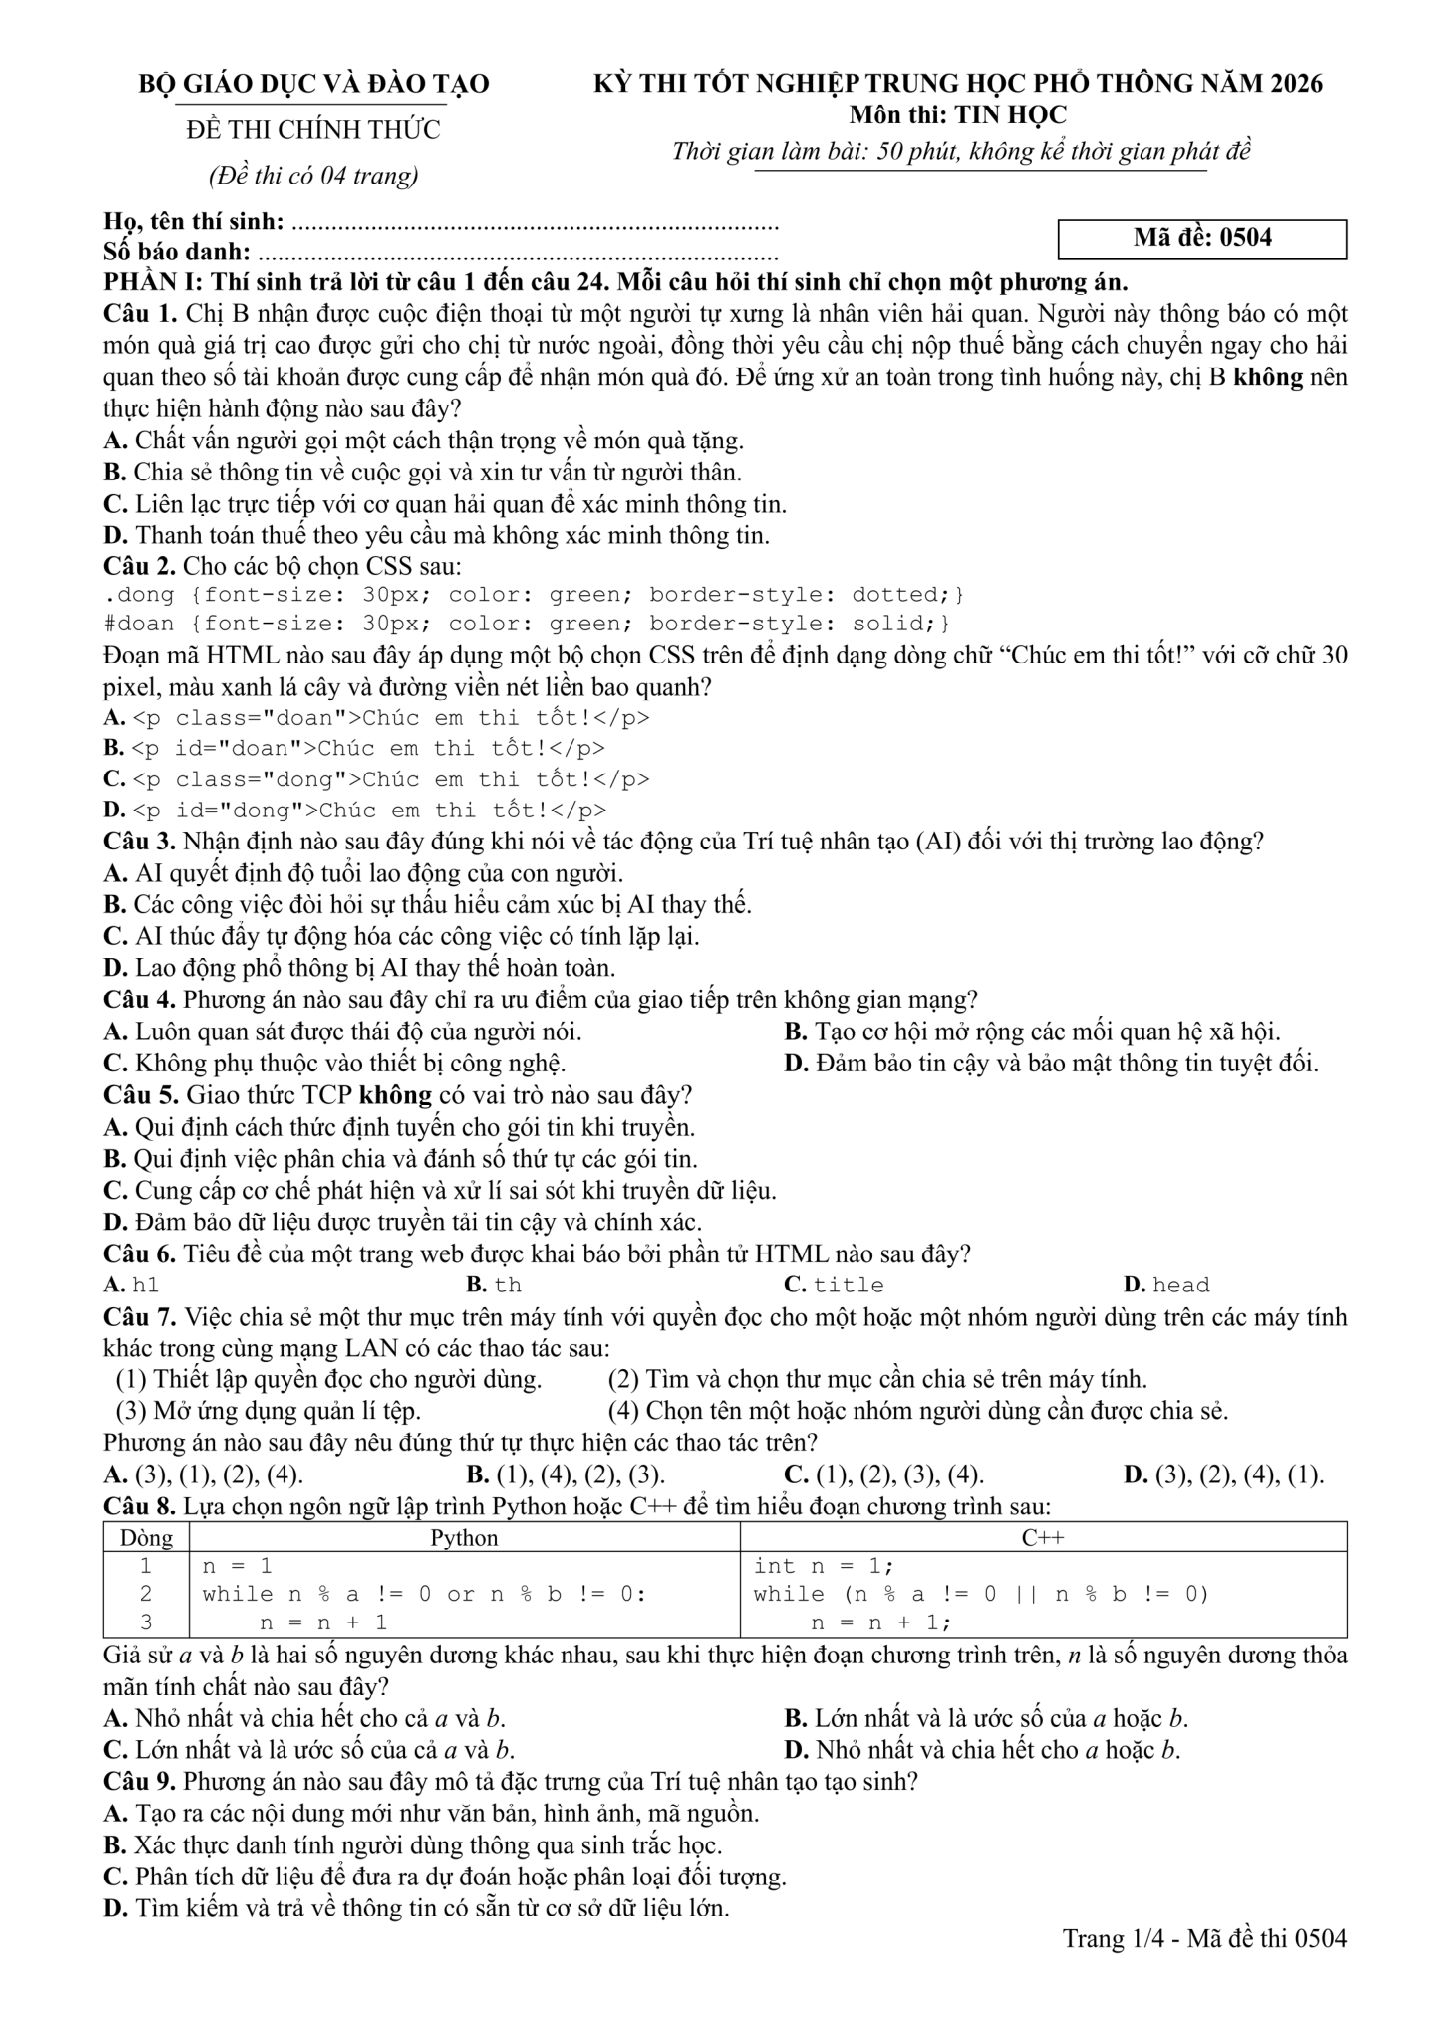 BỘ GIÁO DỤC VÀ ĐÀO TẠO
ĐỀ THI CHÍNH THỨC
(Đề thi có 04 trang)
KỲ THI TỐT NGHIỆP TRUNG HỌC PHỔ THÔNG NĂM 2026
Môn thi: TIN HỌC
Thời gian làm bài: 50 phút, không kể thời gian phát đề
Họ, tên thí sinh: ..........................................................................
Số báo danh: ...............................................................................
Mã đề: 0504
PHẦN I: Thí sinh trả lời từ câu 1 đến câu 24. Mỗi câu hỏi thí sinh chỉ chọn một phương án.
Câu 1. Chị B nhận được cuộc điện thoại từ một người tự xưng là nhân viên hải quan. Người này thông báo có một
món quà giá trị cao được gửi cho chị từ nước ngoài, đồng thời yêu cầu chị nộp thuế bằng cách chuyển ngay cho hải
quan theo số tài khoản được cung cấp để nhận món quà đó. Để ứng xử an toàn trong tình huống này, chị B không nên
thực hiện hành động nào sau đây?
A. Chất vấn người gọi một cách thận trọng về món quà tặng.
B. Chia sẻ thông tin về cuộc gọi và xin tư vấn từ người thân.
C. Liên lạc trực tiếp với cơ quan hải quan để xác minh thông tin.
D. Thanh toán thuế theo yêu cầu mà không xác minh thông tin.
Câu 2. Cho các bộ chọn CSS sau:
.dong {font-size: 30px; color: green; border-style: dotted;}
#doan {font-size: 30px; color: green; border-style: solid;}
Đoạn mã HTML nào sau đây áp dụng một bộ chọn CSS trên để định dạng dòng chữ “Chúc em thi tốt!” với cỡ chữ 30
pixel, màu xanh lá cây và đường viền nét liền bao quanh?
A. <p class="doan">Chúc em thi tốt!</p>
B. <p id="doan">Chúc em thi tốt!</p>
C. <p class="dong">Chúc em thi tốt!</p>
D. <p id="dong">Chúc em thi tốt!</p>
Câu 3. Nhận định nào sau đây đúng khi nói về tác động của Trí tuệ nhân tạo (AI) đối với thị trường lao động?
A. AI quyết định độ tuổi lao động của con người.
B. Các công việc đòi hỏi sự thấu hiểu cảm xúc bị AI thay thế.
C. AI thúc đẩy tự động hóa các công việc có tính lặp lại.
D. Lao động phổ thông bị AI thay thế hoàn toàn.
Câu 4. Phương án nào sau đây chỉ ra ưu điểm của giao tiếp trên không gian mạng?
A. Luôn quan sát được thái độ của người nói. B. Tạo cơ hội mở rộng các mối quan hệ xã hội.
C. Không phụ thuộc vào thiết bị công nghệ. D. Đảm bảo tin cậy và bảo mật thông tin tuyệt đối.
Câu 5. Giao thức TCP không có vai trò nào sau đây?
A. Qui định cách thức định tuyến cho gói tin khi truyền.
B. Qui định việc phân chia và đánh số thứ tự các gói tin.
C. Cung cấp cơ chế phát hiện và xử lí sai sót khi truyền dữ liệu.
D. Đảm bảo dữ liệu được truyền tải tin cậy và chính xác.
Câu 6. Tiêu đề của một trang web được khai báo bởi phần tử HTML nào sau đây?
A. h1 B. th C. title D. head
Câu 7. Việc chia sẻ một thư mục trên máy tính với quyền đọc cho một hoặc một nhóm người dùng trên các máy tính
khác trong cùng mạng LAN có các thao tác sau:
(1) Thiết lập quyền đọc cho người dùng. (2) Tìm và chọn thư mục cần chia sẻ trên máy tính.
(3) Mở ứng dụng quản lí tệp. (4) Chọn tên một hoặc nhóm người dùng cần được chia sẻ.
Phương án nào sau đây nêu đúng thứ tự thực hiện các thao tác trên?
A. (3), (1), (2), (4). B. (1), (4), (2), (3). C. (1), (2), (3), (4). D. (3), (2), (4), (1).
Câu 8. Lựa chọn ngôn ngữ lập trình Python hoặc C++ để tìm hiểu đoạn chương trình sau:
Dòng Python C++
1 n = 1 int n = 1;
2 while n % a != 0 or n % b != 0: while (n % a != 0 || n % b != 0)
3 n = n + 1 n = n + 1;
Giả sử a và b là hai số nguyên dương khác nhau, sau khi thực hiện đoạn chương trình trên, n là số nguyên dương thỏa
mãn tính chất nào sau đây?
A. Nhỏ nhất và chia hết cho cả a và b. B. Lớn nhất và là ước số của a hoặc b.
C. Lớn nhất và là ước số của cả a và b. D. Nhỏ nhất và chia hết cho a hoặc b.
Câu 9. Phương án nào sau đây mô tả đặc trưng của Trí tuệ nhân tạo tạo sinh?
A. Tạo ra các nội dung mới như văn bản, hình ảnh, mã nguồn.
B. Xác thực danh tính người dùng thông qua sinh trắc học.
C. Phân tích dữ liệu để đưa ra dự đoán hoặc phân loại đối tượng.
D. Tìm kiếm và trả về thông tin có sẵn từ cơ sở dữ liệu lớn.
Trang 1/4 - Mã đề thi 0504